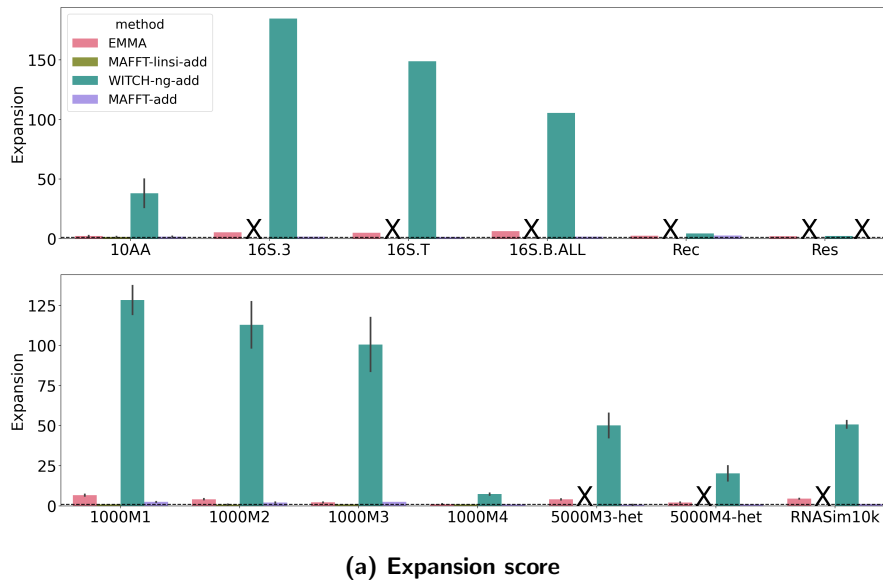 method
EMMA
MAFFT-linsi-add
WITCH-ng-add
MAFFT-add
Expansion
150
100
50
0
X X X X X X
10AA 16S.3 16S.T 16S.B.ALL Rec Res
Expansion
125
100
75
50
25
0
X X X
1000M1 1000M2 1000M3 1000M4 5000M3-het 5000M4-het RNASim10k
(a) Expansion score